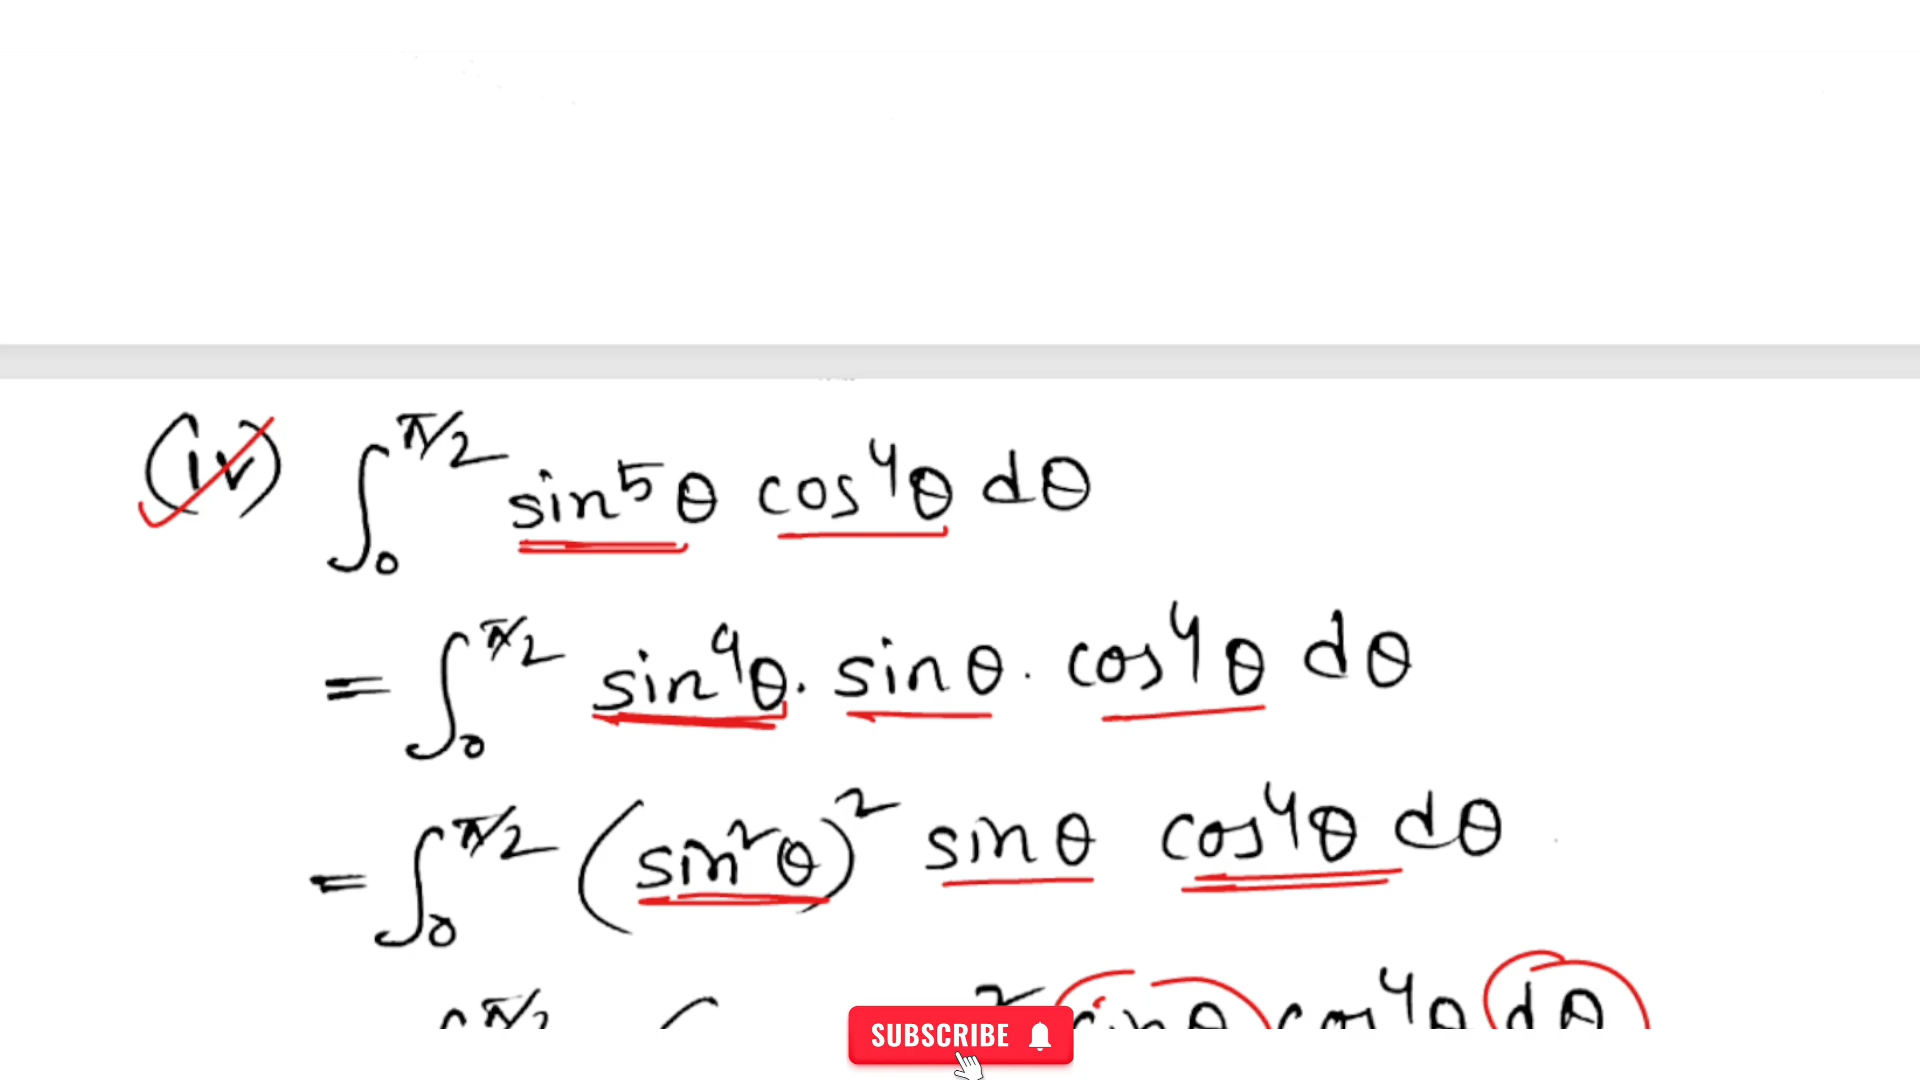 (iv) ∫₀^(π/2) sin⁵θ cos⁴θ dθ
= ∫₀^(π/2) sin⁴θ · sinθ · cos⁴θ dθ
= ∫₀^(π/2) (sin²θ)² sinθ cos⁴θ dθ
SUBSCRIBE